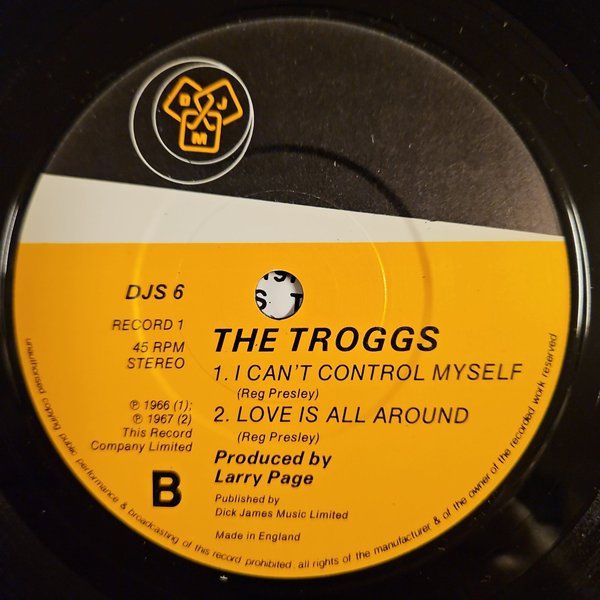 D J M
DJS 6
RECORD 1
45 RPM
STEREO
℗ 1966 (1);
℗ 1967 (2)
This Record
Company Limited
B
THE TROGGS
1. I CAN'T CONTROL MYSELF
(Reg Presley)
2. LOVE IS ALL AROUND
(Reg Presley)
Produced by
Larry Page
Published by
Dick James Music Limited
Made in England
unauthorised copying public performance & broadcasting of this record prohibited all rights of the manufacturer & of the owner of the recorded work reserved